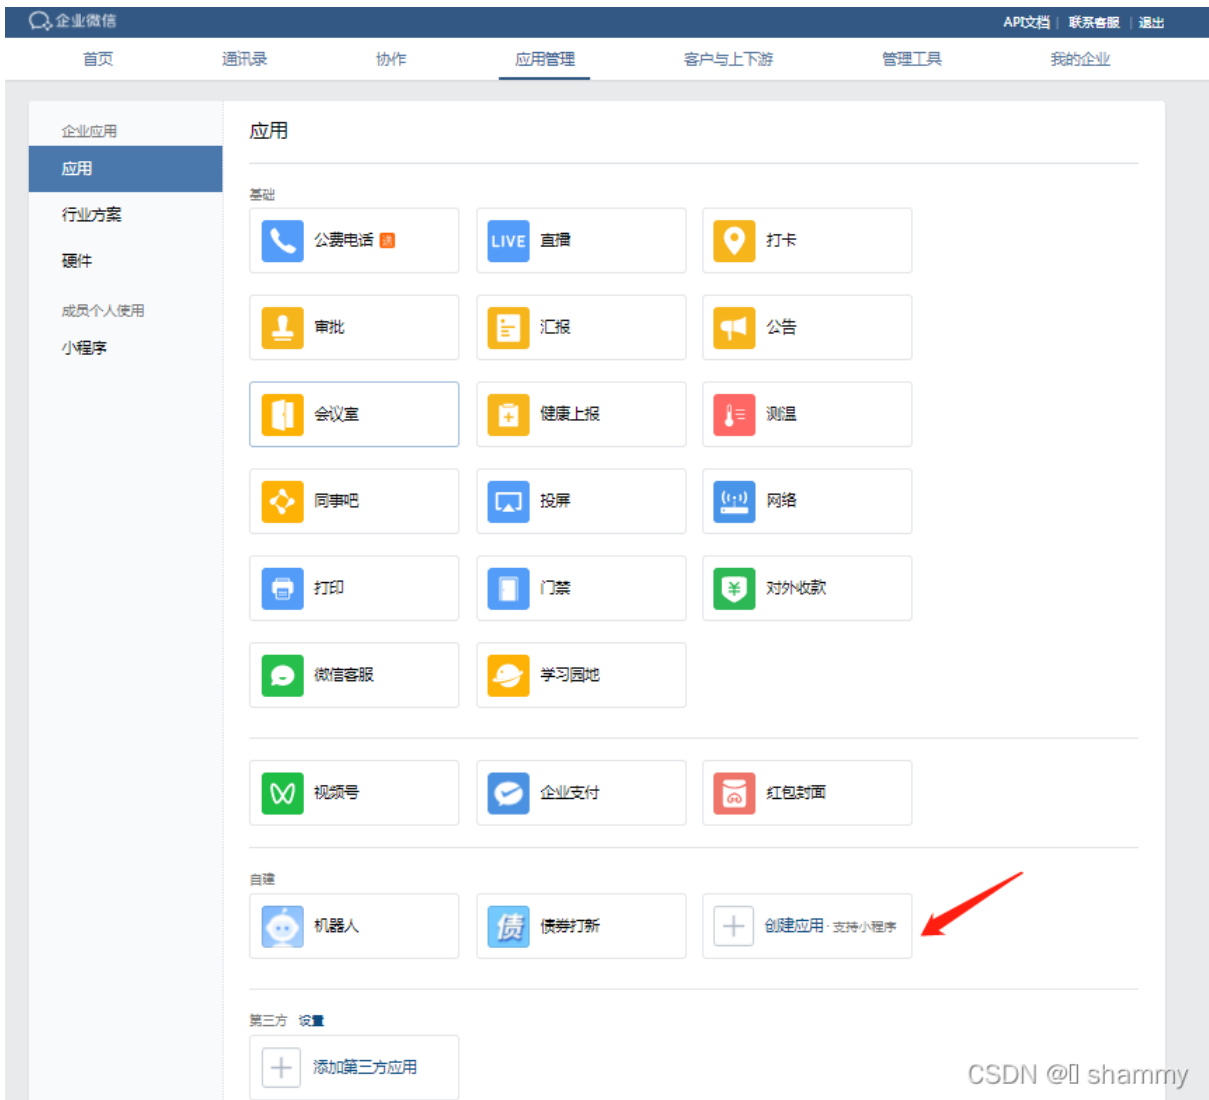 企业微信
API文档 | 联系客服 | 退出
首页 通讯录 协作 应用管理 客户与上下游 管理工具 我的企业
企业应用
应用
行业方案
硬件
成员个人使用
小程序
应用
基础
公费电话 送
LIVE 直播
打卡
审批
汇报
公告
会议室
健康上报
测温
同事吧
投屏
网络
打印
门禁
对外收款
微信客服
学习园地
视频号
企业支付
红包封面
自建
机器人
债 债券打新
创建应用 · 支持小程序
第三方 设置
添加第三方应用
CSDN @ shammy